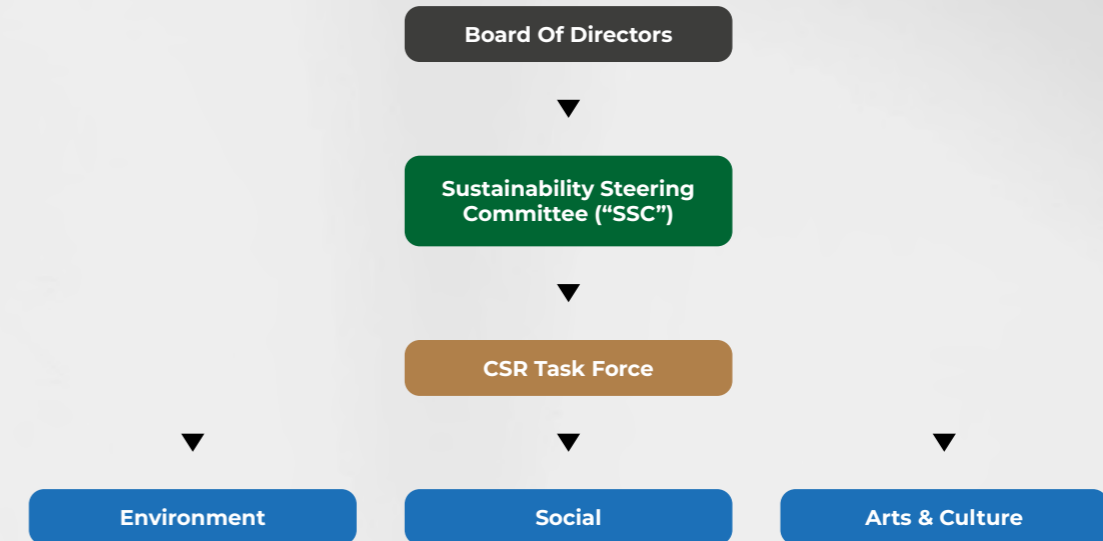 Board Of Directors
Sustainability Steering
Committee (“SSC”)
CSR Task Force
Environment
Social
Arts & Culture